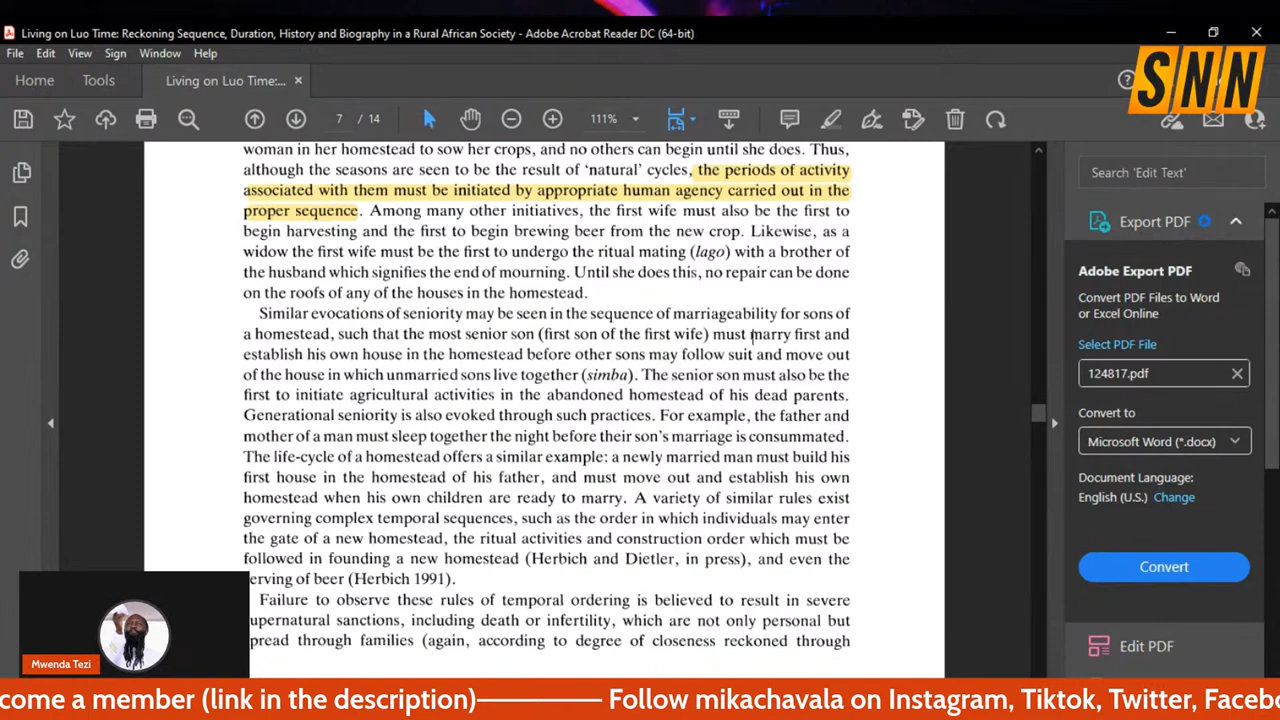 Living on Luo Time: Reckoning Sequence, Duration, History and Biography in a Rural African Society - Adobe Acrobat Reader DC (64-bit)
File Edit View Sign Window Help
Home Tools Living on Luo Time:...
SNN
7 / 14 111%
woman in her homestead to sow her crops, and no others can begin until she does. Thus,
although the seasons are seen to be the result of ‘natural’ cycles, the periods of activity
associated with them must be initiated by appropriate human agency carried out in the
proper sequence. Among many other initiatives, the first wife must also be the first to
begin harvesting and the first to begin brewing beer from the new crop. Likewise, as a
widow the first wife must be the first to undergo the ritual mating (lago) with a brother of
the husband which signifies the end of mourning. Until she does this, no repair can be done
on the roofs of any of the houses in the homestead.
Similar evocations of seniority may be seen in the sequence of marriageability for sons of
a homestead, such that the most senior son (first son of the first wife) must marry first and
establish his own house in the homestead before other sons may follow suit and move out
of the house in which unmarried sons live together (simba). The senior son must also be the
first to initiate agricultural activities in the abandoned homestead of his dead parents.
Generational seniority is also evoked through such practices. For example, the father and
mother of a man must sleep together the night before their son's marriage is consummated.
The life-cycle of a homestead offers a similar example: a newly married man must build his
first house in the homestead of his father, and must move out and establish his own
homestead when his own children are ready to marry. A variety of similar rules exist
governing complex temporal sequences, such as the order in which individuals may enter
the gate of a new homestead, the ritual activities and construction order which must be
followed in founding a new homestead (Herbich and Dietler, in press), and even the
erving of beer (Herbich 1991).
Failure to observe these rules of temporal ordering is believed to result in severe
upernatural sanctions, including death or infertility, which are not only personal but
pread through families (again, according to degree of closeness reckoned through
Search 'Edit Text'
Export PDF
Adobe Export PDF
Convert PDF Files to Word
or Excel Online
Select PDF File
124817.pdf
Convert to
Microsoft Word (*.docx)
Document Language:
English (U.S.) Change
Convert
Edit PDF
Mwenda Tezi
come a member (link in the description)———— Follow mikachavala on Instagram, Tiktok, Twitter, Faceb